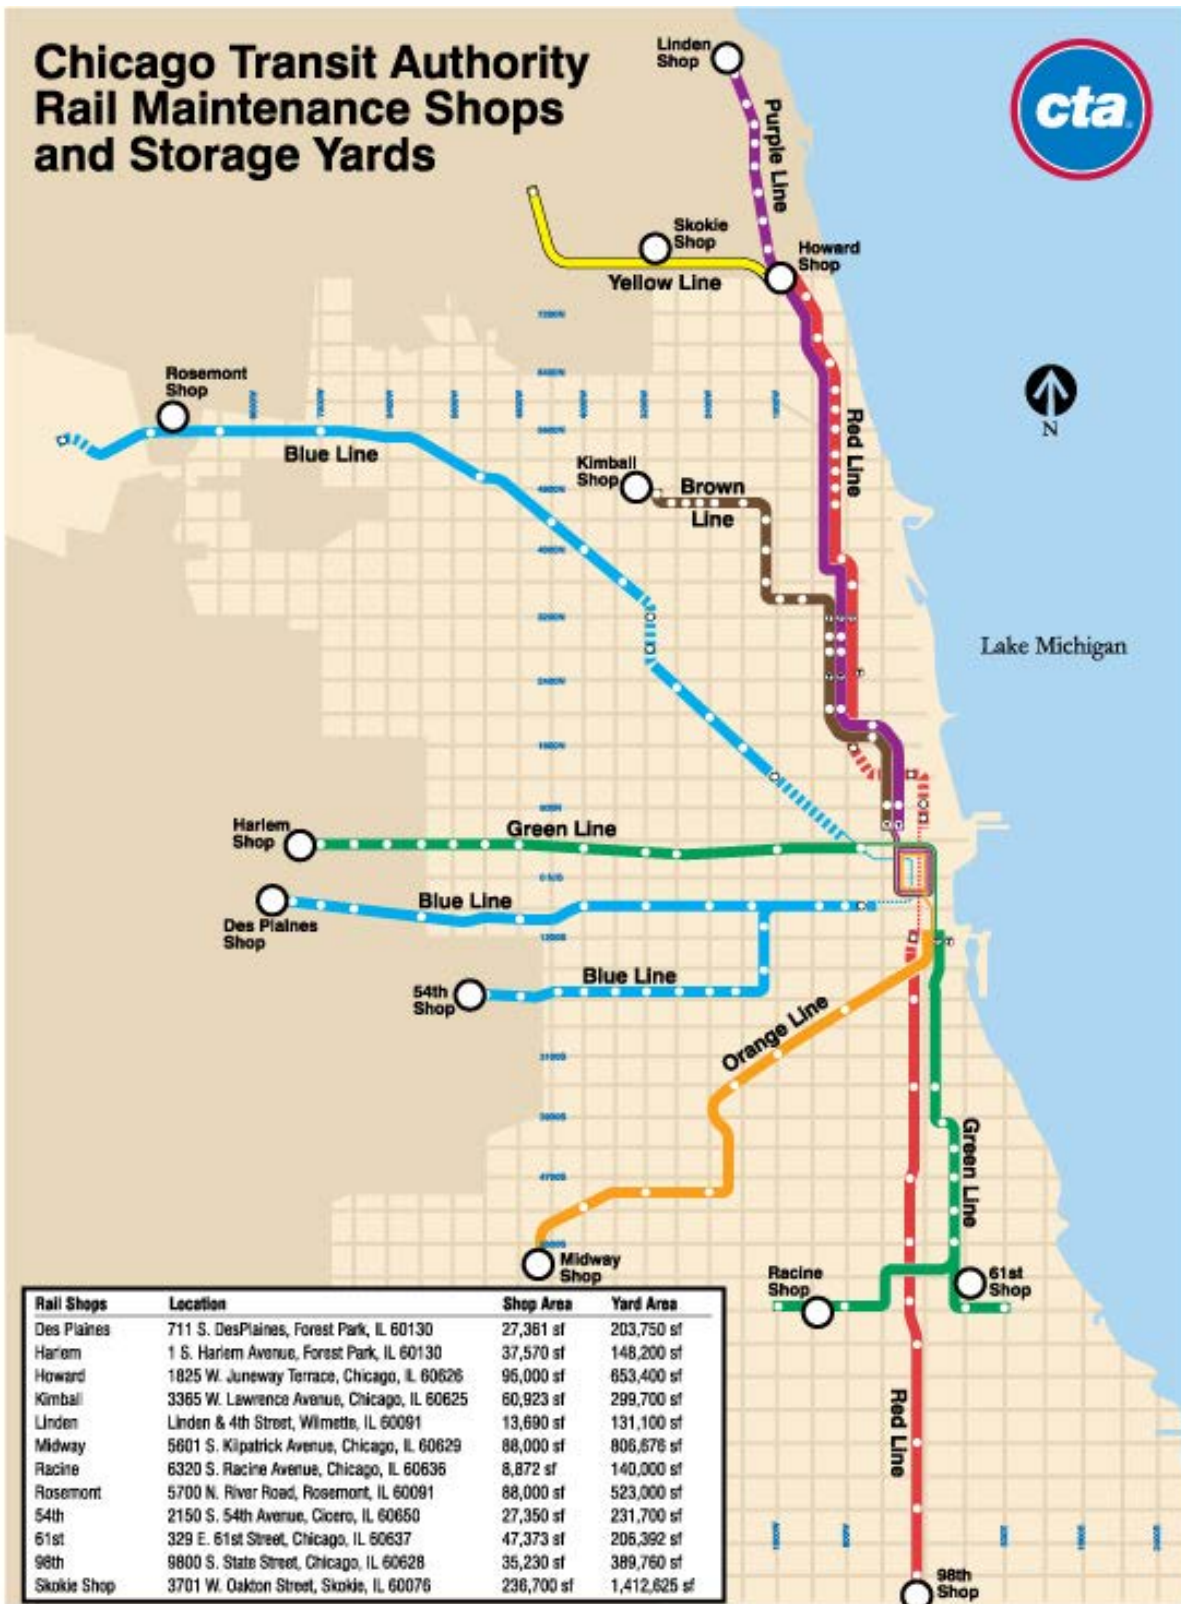 Chicago Transit Authority
Rail Maintenance Shops
and Storage Yards
cta
Linden
Shop
Purple Line
Skokie
Shop
Howard
Shop
Yellow Line
Rosemont
Shop
Blue Line
Kimball
Shop
Brown
Line
Red Line
N
Lake Michigan
Harlem
Shop
Green Line
Blue Line
Des Plaines
Shop
54th
Shop
Blue Line
Orange Line
Green Line
Midway
Shop
Racine
Shop
61st
Shop
Red Line
98th
Shop
Rail Shops Location Shop Area Yard Area
Des Plaines 711 S. DesPlaines, Forest Park, IL 60130 27,361 sf 203,750 sf
Harlem 1 S. Harlem Avenue, Forest Park, IL 60130 37,570 sf 148,200 sf
Howard 1825 W. Juneway Terrace, Chicago, IL 60626 95,000 sf 653,400 sf
Kimball 3365 W. Lawrence Avenue, Chicago, IL 60625 60,923 sf 299,700 sf
Linden Linden & 4th Street, Wilmette, IL 60091 13,690 sf 131,100 sf
Midway 5601 S. Kilpatrick Avenue, Chicago, IL 60629 88,000 sf 806,676 sf
Racine 6320 S. Racine Avenue, Chicago, IL 60636 8,872 sf 140,000 sf
Rosemont 5700 N. River Road, Rosemont, IL 60091 88,000 sf 523,000 sf
54th 2150 S. 54th Avenue, Cicero, IL 60650 27,350 sf 231,700 sf
61st 329 E. 61st Street, Chicago, IL 60637 47,373 sf 206,392 sf
98th 9800 S. State Street, Chicago, IL 60628 35,230 sf 389,760 sf
Skokie Shop 3701 W. Oakton Street, Skokie, IL 60076 236,700 sf 1,412,625 sf